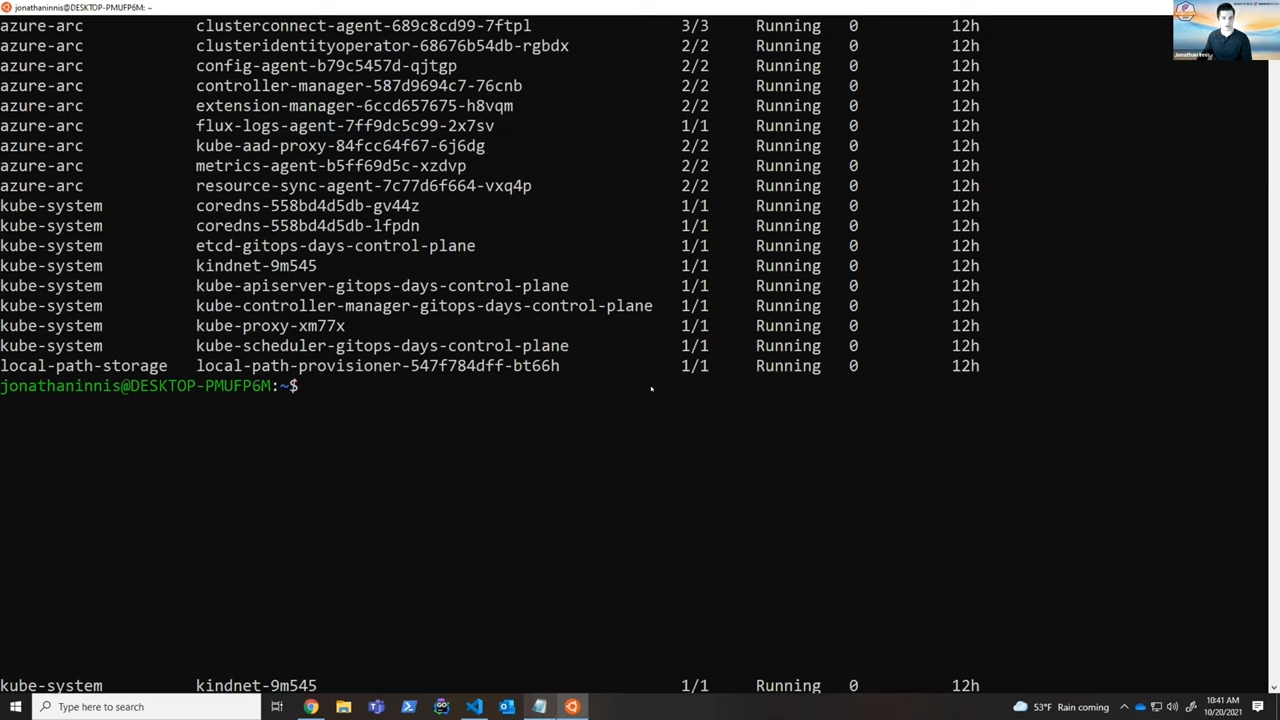 jonathaninnis@DESKTOP-PMUFP6M: ~
azure-arc clusterconnect-agent-689c8cd99-7ftpl 3/3 Running 0 12h
azure-arc clusteridentityoperator-68676b54db-rgbdx 2/2 Running 0 12h
azure-arc config-agent-b79c5457d-qjtgp 2/2 Running 0 12h
azure-arc controller-manager-587d9694c7-76cnb 2/2 Running 0 12h
azure-arc extension-manager-6ccd657675-h8vqm 2/2 Running 0 12h
azure-arc flux-logs-agent-7ff9dc5c99-2x7sv 1/1 Running 0 12h
azure-arc kube-aad-proxy-84fcc64f67-6j6dg 2/2 Running 0 12h
azure-arc metrics-agent-b5ff69d5c-xzdvp 2/2 Running 0 12h
azure-arc resource-sync-agent-7c77d6f664-vxq4p 2/2 Running 0 12h
kube-system coredns-558bd4d5db-gv44z 1/1 Running 0 12h
kube-system coredns-558bd4d5db-lfpdn 1/1 Running 0 12h
kube-system etcd-gitops-days-control-plane 1/1 Running 0 12h
kube-system kindnet-9m545 1/1 Running 0 12h
kube-system kube-apiserver-gitops-days-control-plane 1/1 Running 0 12h
kube-system kube-controller-manager-gitops-days-control-plane 1/1 Running 0 12h
kube-system kube-proxy-xm77x 1/1 Running 0 12h
kube-system kube-scheduler-gitops-days-control-plane 1/1 Running 0 12h
local-path-storage local-path-provisioner-547f784dff-bt66h 1/1 Running 0 12h
jonathaninnis@DESKTOP-PMUFP6M:~$
kube-system kindnet-9m545 1/1 Running 0 12h
Jonathan Innis
Type here to search
53°F Rain coming
10:41 AM
10/20/2021